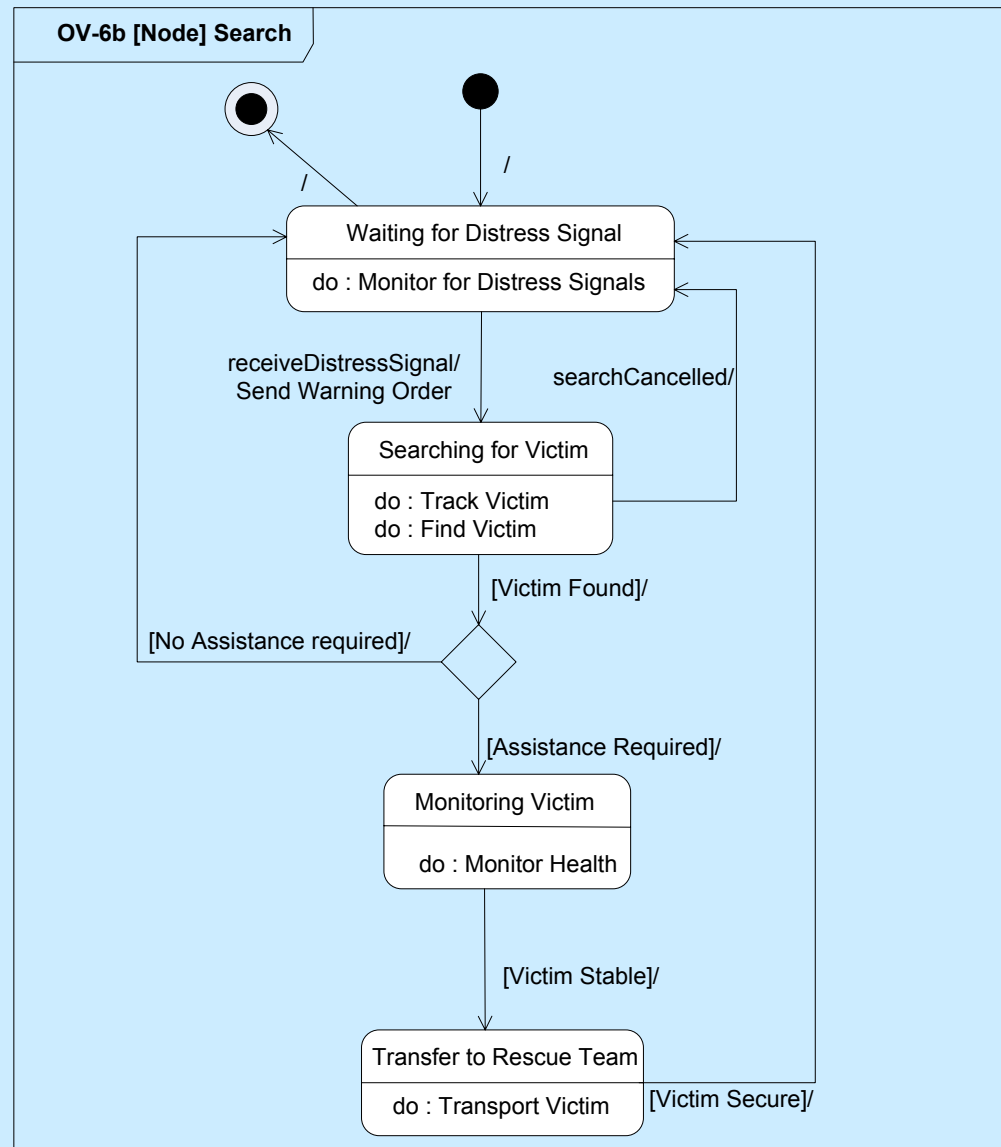 OV-6b [Node] Search
/
/
Waiting for Distress Signal
do : Monitor for Distress Signals
receiveDistressSignal/
Send Warning Order
searchCancelled/
Searching for Victim
do : Track Victim
do : Find Victim
[Victim Found]/
[No Assistance required]/
[Assistance Required]/
Monitoring Victim
do : Monitor Health
[Victim Stable]/
Transfer to Rescue Team
do : Transport Victim
[Victim Secure]/